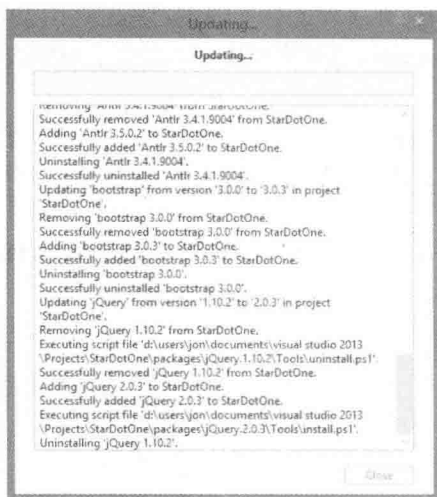 Updating...
Updating...
Removing 'Antlr 3.4.1.9004' from StarDotOne.
Successfully removed 'Antlr 3.4.1.9004' from StarDotOne.
Adding 'Antlr 3.5.0.2' to StarDotOne.
Successfully added 'Antlr 3.5.0.2' to StarDotOne.
Uninstalling 'Antlr 3.4.1.9004'.
Successfully uninstalled 'Antlr 3.4.1.9004'.
Updating 'bootstrap' from version '3.0.0' to '3.0.3' in project
'StarDotOne'.
Removing 'bootstrap 3.0.0' from StarDotOne.
Successfully removed 'bootstrap 3.0.0' from StarDotOne.
Adding 'bootstrap 3.0.3' to StarDotOne.
Successfully added 'bootstrap 3.0.3' to StarDotOne.
Uninstalling 'bootstrap 3.0.0'.
Successfully uninstalled 'bootstrap 3.0.0'.
Updating 'jQuery' from version '1.10.2' to '2.0.3' in project
'StarDotOne'.
Removing 'jQuery 1.10.2' from StarDotOne.
Executing script file 'd:\users\jon\documents\visual studio 2013
\Projects\StarDotOne\packages\jQuery.1.10.2\Tools\uninstall.ps1'.
Successfully removed 'jQuery 1.10.2' from StarDotOne.
Adding 'jQuery 2.0.3' to StarDotOne.
Successfully added 'jQuery 2.0.3' to StarDotOne.
Executing script file 'd:\users\jon\documents\visual studio 2013
\Projects\StarDotOne\packages\jQuery.2.0.3\Tools\install.ps1'.
Uninstalling 'jQuery 1.10.2'.
Close